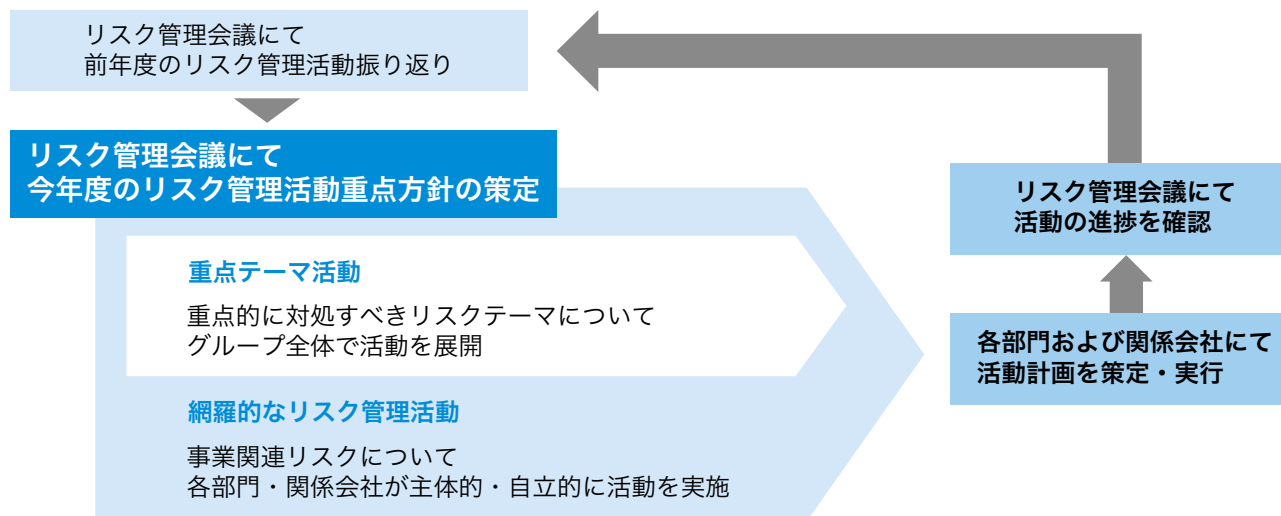 リスク管理会議にて
前年度のリスク管理活動振り返り
リスク管理会議にて
今年度のリスク管理活動重点方針の策定
重点テーマ活動
重点的に対処すべきリスクテーマについて
グループ全体で活動を展開
網羅的なリスク管理活動
事業関連リスクについて
各部門・関係会社が主体的・自立的に活動を実施
各部門および関係会社にて
活動計画を策定・実行
リスク管理会議にて
活動の進捗を確認